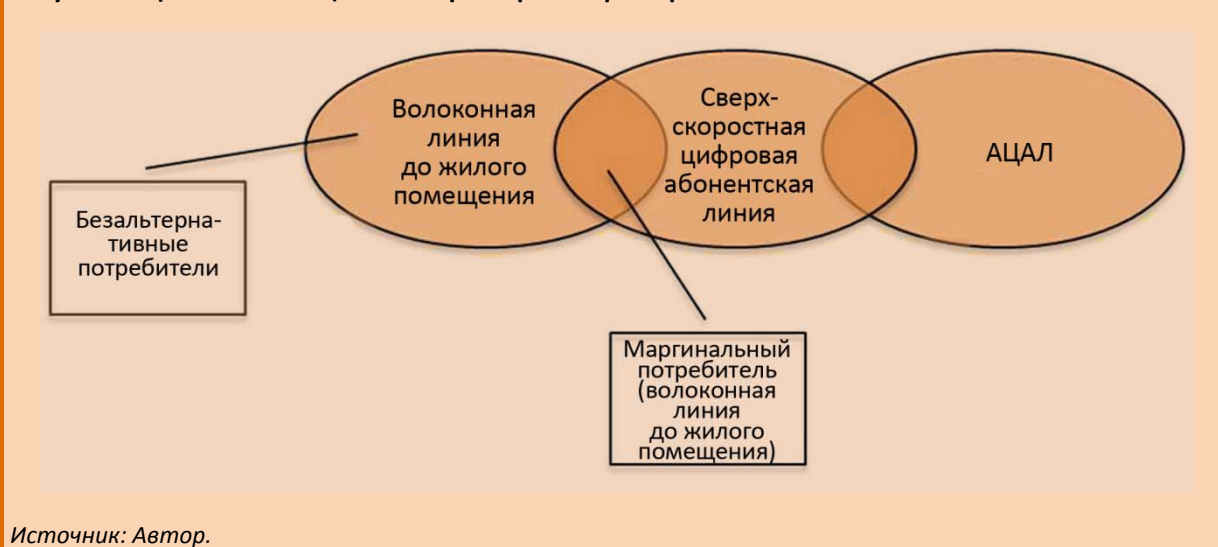 Волоконная
линия
до жилого
помещения
Сверх-
скоростная
цифровая
абонентская
линия
АЦАЛ
Безальтерна-
тивные
потребители
Маргинальный
потребитель
(волоконная
линия
до жилого
помещения)
Источник: Автор.